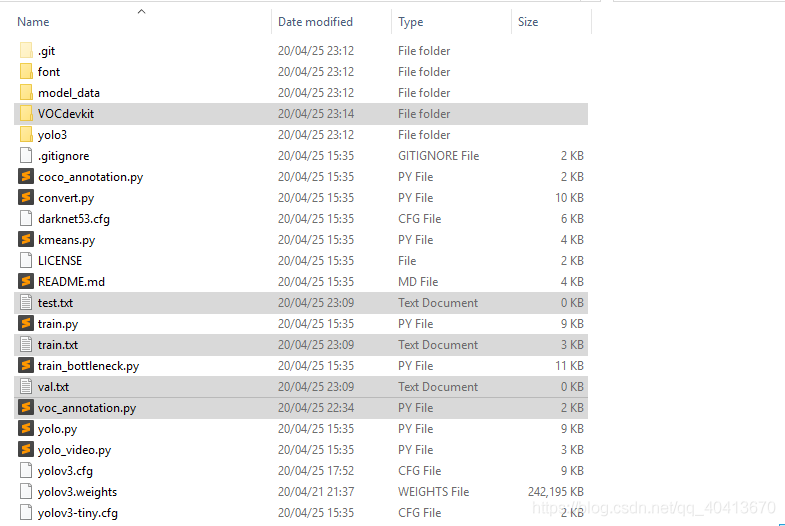 Name Date modified Type Size
.git 20/04/25 23:12 File folder
font 20/04/25 23:12 File folder
model_data 20/04/25 23:12 File folder
VOCdevkit 20/04/25 23:14 File folder
yolo3 20/04/25 23:12 File folder
.gitignore 20/04/25 15:35 GITIGNORE File 2 KB
coco_annotation.py 20/04/25 15:35 PY File 2 KB
convert.py 20/04/25 15:35 PY File 10 KB
darknet53.cfg 20/04/25 15:35 CFG File 6 KB
kmeans.py 20/04/25 15:35 PY File 4 KB
LICENSE 20/04/25 15:35 File 2 KB
README.md 20/04/25 15:35 MD File 4 KB
test.txt 20/04/25 23:09 Text Document 0 KB
train.py 20/04/25 15:35 PY File 9 KB
train.txt 20/04/25 23:09 Text Document 3 KB
train_bottleneck.py 20/04/25 15:35 PY File 11 KB
val.txt 20/04/25 23:09 Text Document 0 KB
voc_annotation.py 20/04/25 22:34 PY File 2 KB
yolo.py 20/04/25 15:35 PY File 9 KB
yolo_video.py 20/04/25 15:35 PY File 3 KB
yolov3.cfg 20/04/25 17:52 CFG File 9 KB
yolov3.weights 20/04/21 21:37 WEIGHTS File 242,195 KB
yolov3-tiny.cfg 20/04/25 15:35 CFG File 2 KB
https://blog.csdn.net/qq_40413670